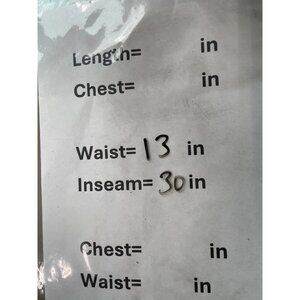 Length= in
Chest= in
Waist= 13 in
Inseam= 30 in
Chest= in
Waist= in